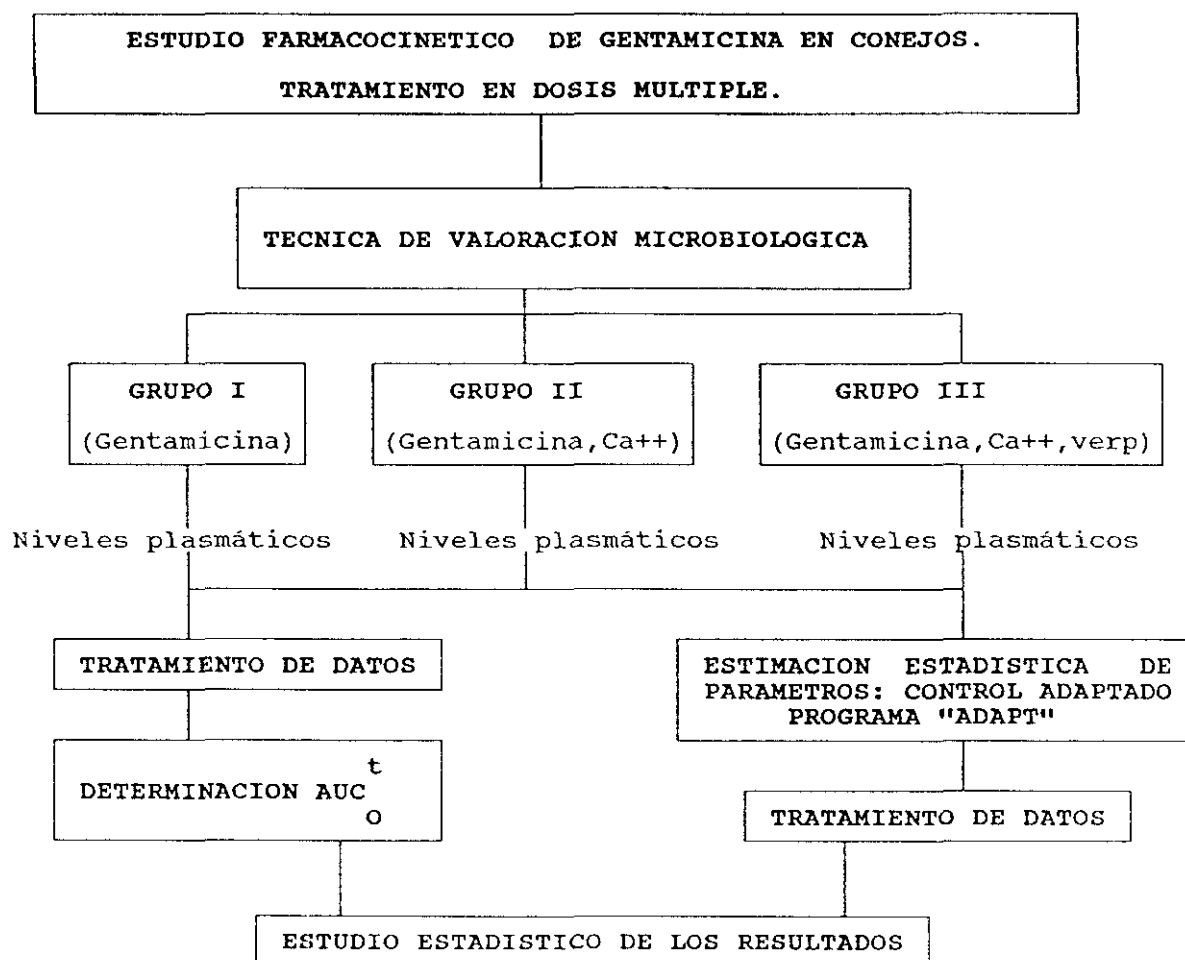 ESTUDIO FARMACOCINETICO DE GENTAMICINA EN CONEJOS.
TRATAMIENTO EN DOSIS MULTIPLE.
TECNICA DE VALORACION MICROBIOLOGICA
GRUPO I
(Gentamicina)
GRUPO II
(Gentamicina,Ca++)
GRUPO III
(Gentamicina,Ca++,verp)
Niveles plasmáticos
Niveles plasmáticos
Niveles plasmáticos
TRATAMIENTO DE DATOS
ESTIMACION ESTADISTICA DE
PARAMETROS: CONTROL ADAPTADO
PROGRAMA "ADAPT"
t
DETERMINACION AUC
O
TRATAMIENTO DE DATOS
ESTUDIO ESTADISTICO DE LOS RESULTADOS